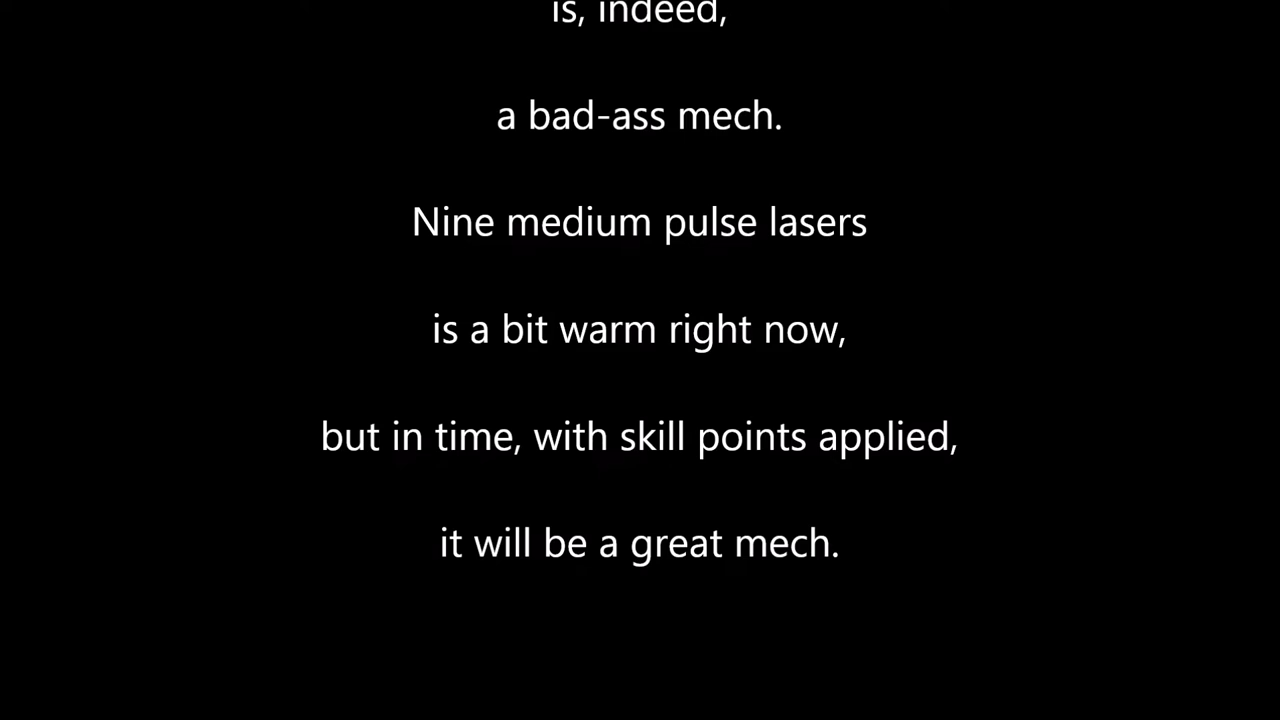 is, indeed,
a bad-ass mech.
Nine medium pulse lasers
is a bit warm right now,
but in time, with skill points applied,
it will be a great mech.